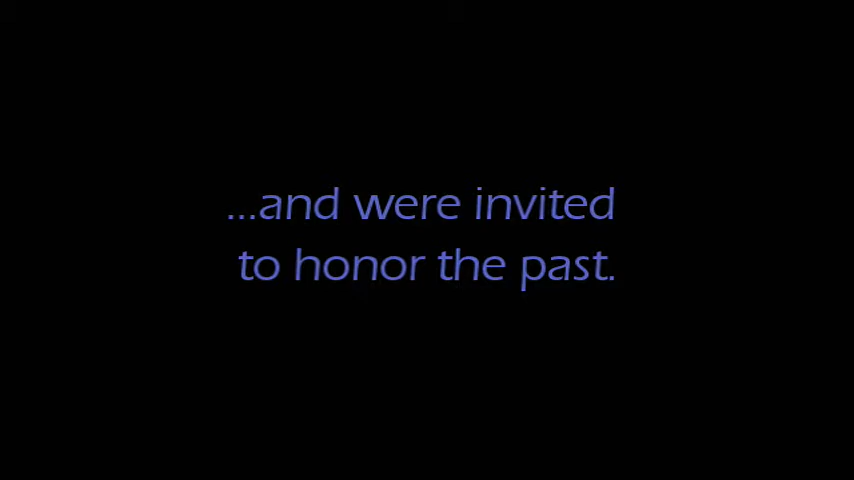 ...and were invited
to honor the past.